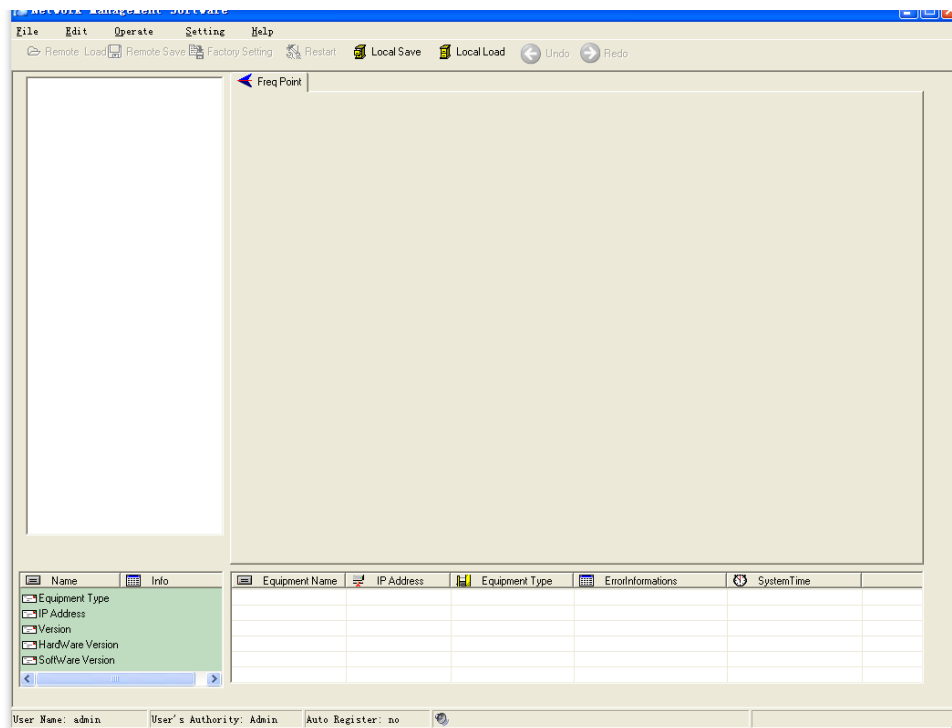 Network Management Software
File Edit Operate Setting Help
Remote Load Remote Save Factory Setting Restart Local Save Local Load Undo Redo
Freq Point
Name Info
Equipment Type
IP Address
Version
HardWare Version
SoftWare Version
Equipment Name IP Address Equipment Type ErrorInformations SystemTime
User Name: admin User's Authority: Admin Auto Register: no